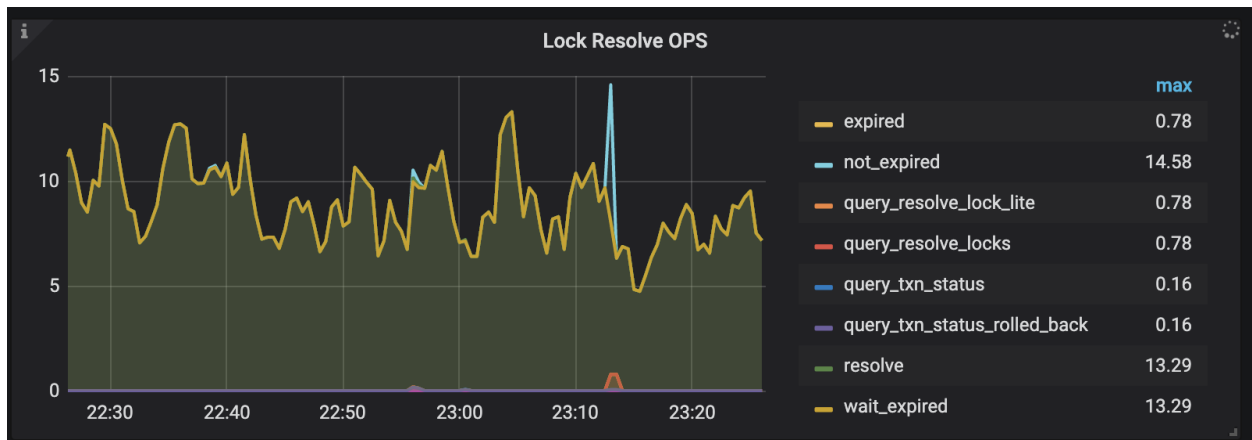 Lock Resolve OPS
15
10
5
0
22:30 22:40 22:50 23:00 23:10 23:20
max
expired 0.78
not_expired 14.58
query_resolve_lock_lite 0.78
query_resolve_locks 0.78
query_txn_status 0.16
query_txn_status_rolled_back 0.16
resolve 13.29
wait_expired 13.29